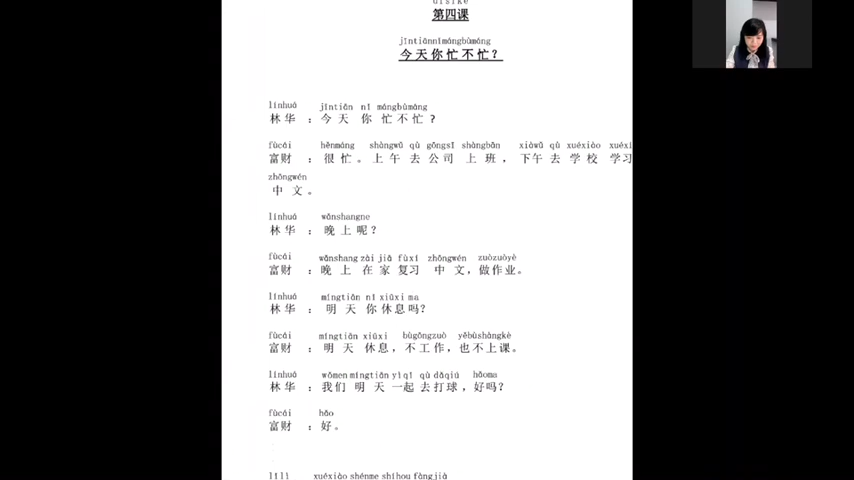 dìsìkè
第四课
jīntiānnǐmángbùmáng
今天你忙不忙？
línhuá jīntiān nǐ mángbùmáng
林华 ：今天 你 忙不忙？
fùcái hěnmáng shàngwǔ qù gōngsī shàngbān xiàwǔ qù xuéxiào xuéxí
富财 ：很忙。上午去公司 上班，下午去 学校 学习
zhōngwén
中文。
línhuá wǎnshangne
林华 ：晚上呢？
fùcái wǎnshang zài jiā fùxí zhōngwén zuòzuòyè
富财 ：晚上 在家 复习 中文，做作业。
línhuá míngtiān nǐ xiūxi ma
林华 ：明天 你休息吗？
fùcái míngtiān xiūxi bùgōngzuò yěbùshàngkè
富财 ：明天 休息，不工作，也不上课。
línhuá wǒmen míngtiān yìqǐ qù dǎqiú hǎoma
林华 ：我们 明天一起去打球，好吗？
fùcái hǎo
富财 ：好。
lìlì xuéxiào shénme shíhou fàngjià